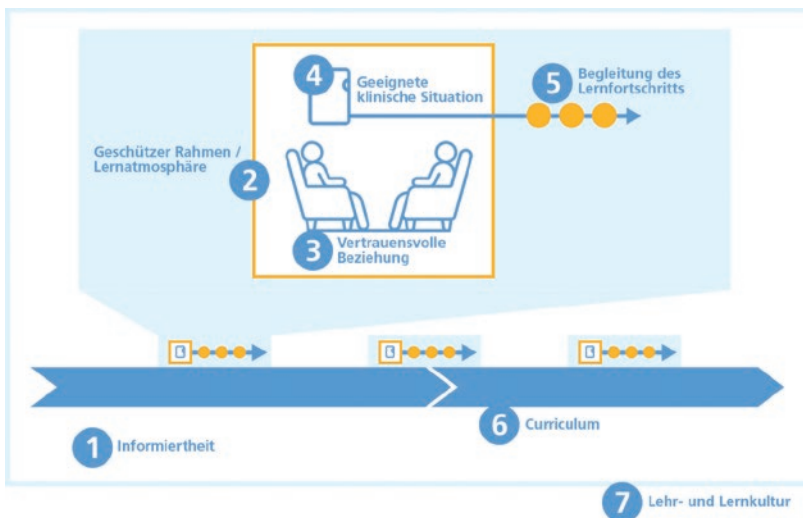 4 Geeignete
klinische Situation
5 Begleitung des
Lernfortschritts
Geschützer Rahmen /
Lernatmosphäre
2
3 Vertrauensvolle
Beziehung
1 Informiertheit
6 Curriculum
7 Lehr- und Lernkultur